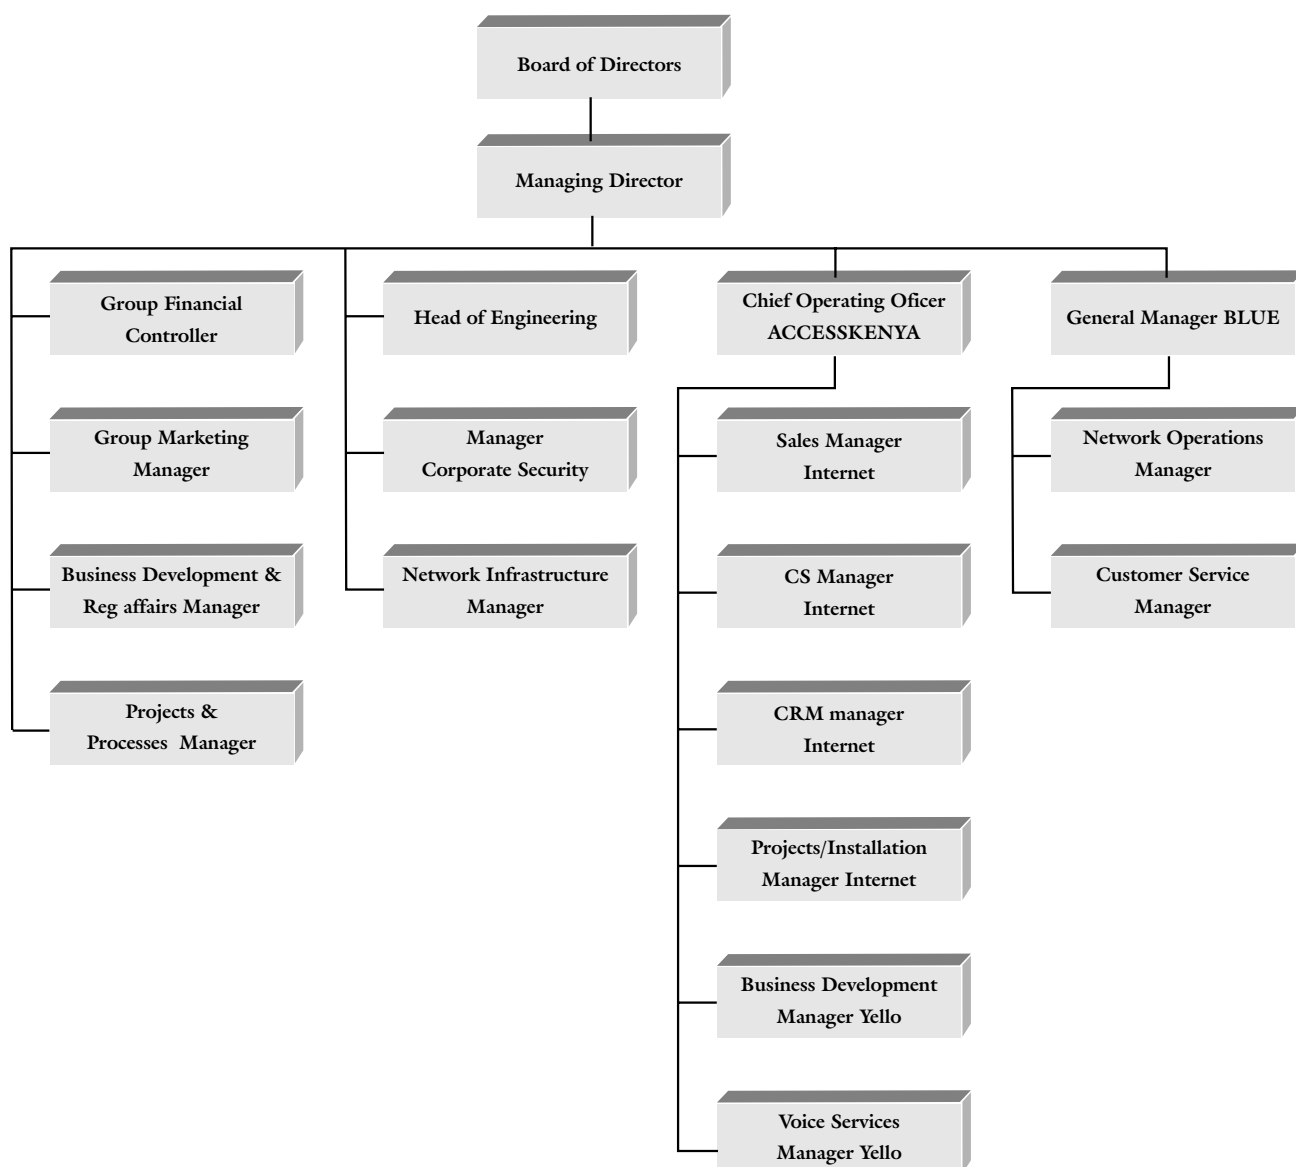 Board of Directors
Managing Director
Group Financial
Controller
Head of Engineering
Chief Operating Oficer
ACCESSKENYA
General Manager BLUE
Group Marketing
Manager
Manager
Corporate Security
Sales Manager
Internet
Network Operations
Manager
Business Development &
Reg affairs Manager
Network Infrastructure
Manager
CS Manager
Internet
Customer Service
Manager
Projects &
Processes Manager
CRM manager
Internet
Projects/Installation
Manager Internet
Business Development
Manager Yello
Voice Services
Manager Yello